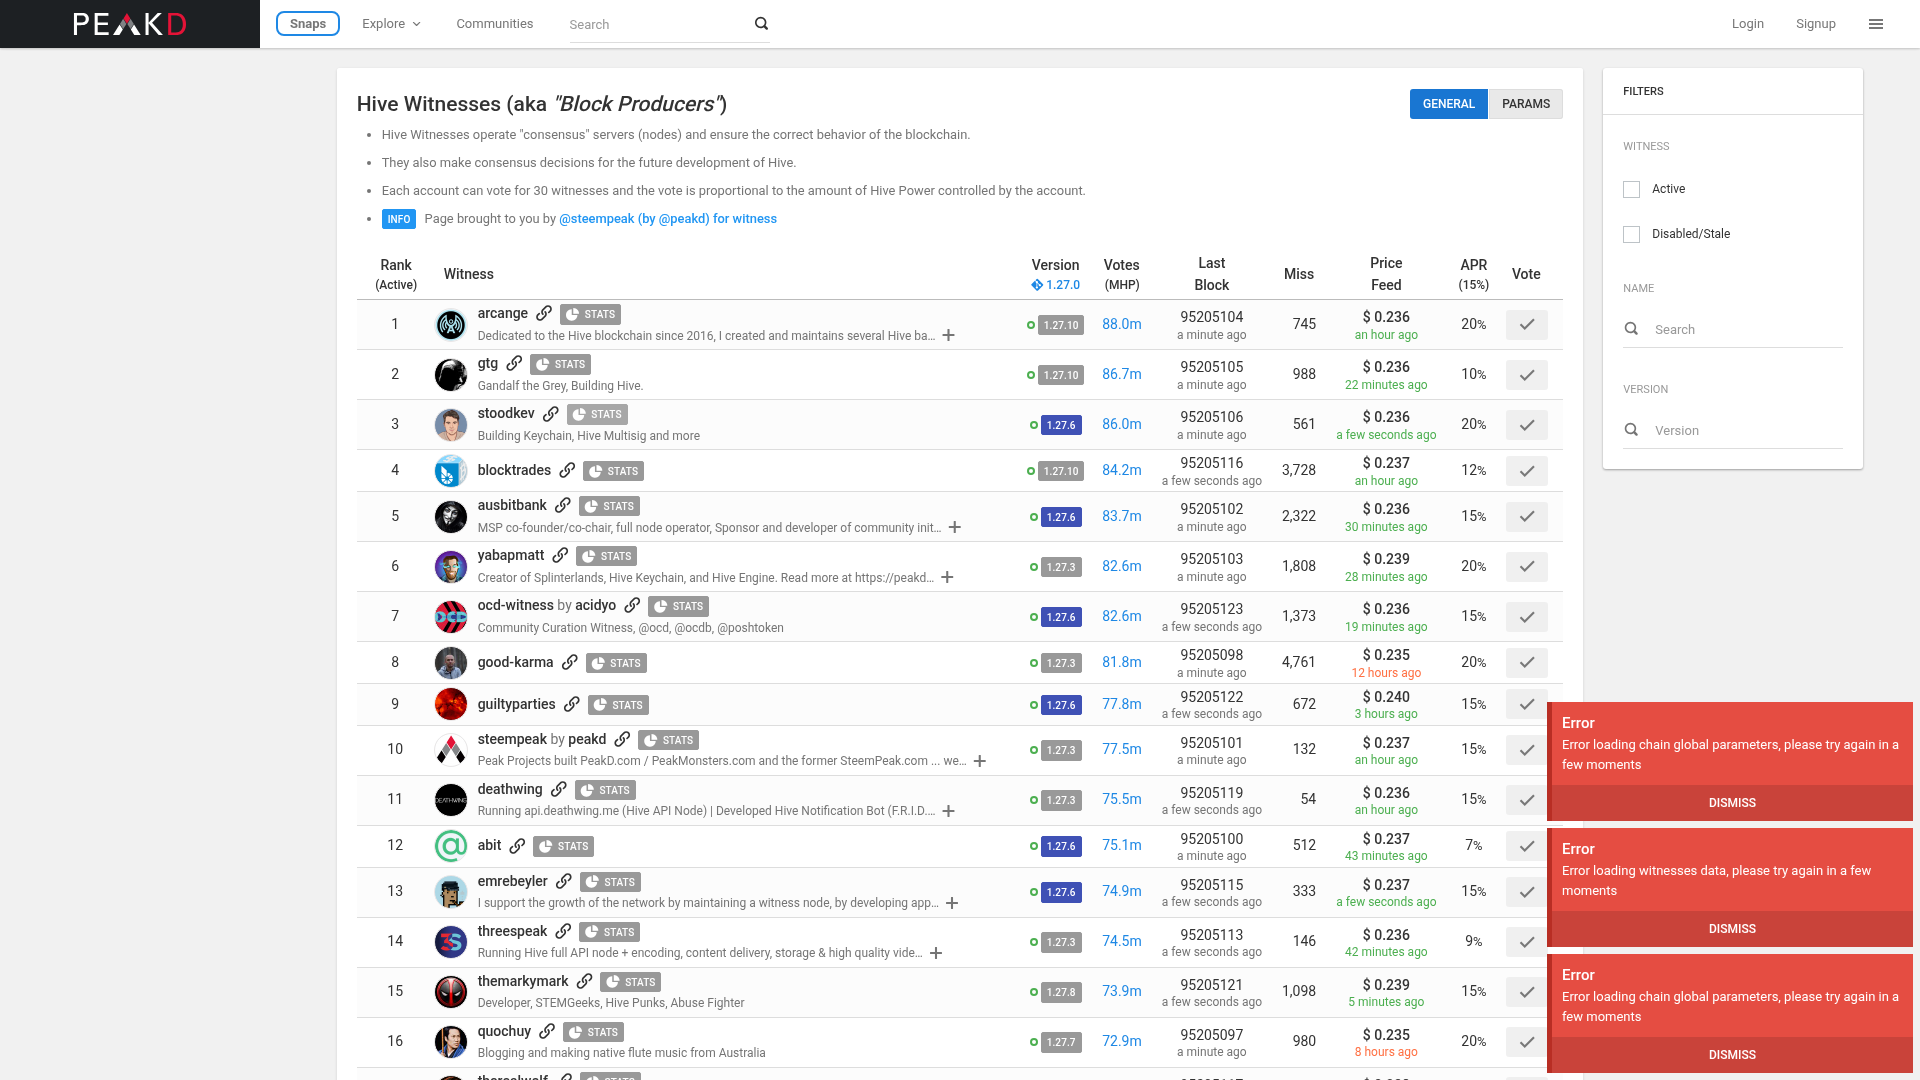 PEAKD
Snaps
Explore
Communities
Search
Login
Signup
Hive Witnesses (aka "Block Producers")
GENERAL
PARAMS
Hive Witnesses operate "consensus" servers (nodes) and ensure the correct behavior of the blockchain.
They also make consensus decisions for the future development of Hive.
Each account can vote for 30 witnesses and the vote is proportional to the amount of Hive Power controlled by the account.
INFO Page brought to you by @steempeak (by @peakd) for witness
Rank (Active) Witness Version 1.27.0 Votes (MHP) Last Block Miss Price Feed APR (15%) Vote
1 arange STATS 1.27.10 88.0m 95205104 745 $ 0.236 20%
Dedicated to the Hive blockchain since 2016, I created and maintains several Hive ba... a minute ago an hour ago
2 gtg STATS 1.27.10 86.7m 95205105 988 $ 0.236 10%
Gandalf the Grey, Building Hive. a minute ago 22 minutes ago
3 stoodkev STATS 1.27.6 86.0m 95205106 561 $ 0.236 20%
Building Keychain, Hive Multisig and more a minute ago a few seconds ago
4 blocktrades STATS 1.27.10 84.2m 95205116 3,728 $ 0.237 12%
a few seconds ago an hour ago
5 ausbitbank STATS 1.27.6 83.7m 95205102 2,322 $ 0.236 15%
MSP co-founder/co-chair, full node operator, Sponsor and developer of community init... a minute ago 30 minutes ago
6 yabapmatt STATS 1.27.3 82.6m 95205103 1,808 $ 0.239 20%
Creator of Splinterlands, Hive Keychain, and Hive Engine. Read more at https://peakd... a minute ago 28 minutes ago
7 ocd-witness by acidyo STATS 1.27.6 82.6m 95205123 1,373 $ 0.236 15%
Community Curation Witness, @ocd, @ocdb, @poshtoken a few seconds ago 19 minutes ago
8 good-karma STATS 1.27.3 81.8m 95205098 4,761 $ 0.235 20%
a minute ago 12 hours ago
9 guiltyparties STATS 1.27.6 77.8m 95205122 672 $ 0.240 15%
a few seconds ago 3 hours ago
10 steempeak by peakd STATS 1.27.3 77.5m 95205101 132 $ 0.237 15%
Peak Projects built PeakD.com / PeakMonsters.com and the former SteemPeak.com ... we... a minute ago an hour ago
11 deathwing STATS 1.27.3 75.5m 95205119 54 $ 0.236 15%
Running api.deathwing.me (Hive API Node) | Developed Hive Notification Bot (F.R.I.D.... a few seconds ago an hour ago
12 abit STATS 1.27.6 75.1m 95205100 512 $ 0.237 7%
a minute ago 43 minutes ago
13 emrebeyler STATS 1.27.6 74.9m 95205115 333 $ 0.237 15%
I support the growth of the network by maintaining a witness node, by developing app... a few seconds ago a few seconds ago
14 threespeak STATS 1.27.3 74.5m 95205113 146 $ 0.236 9%
Running Hive full API node + encoding, content delivery, storage & high quality vide... a few seconds ago 42 minutes ago
15 themarkymark STATS 1.27.8 73.9m 95205121 1,098 $ 0.239 15%
Developer, STEMGeeks, Hive Punks, Abuse Fighter a few seconds ago 5 minutes ago
16 quochuy STATS 1.27.7 72.9m 95205097 980 $ 0.235 20%
Blogging and making native flute music from Australia a minute ago 8 hours ago
FILTERS
WITNESS
Active
Disabled/Stale
NAME
Search
VERSION
Version
Error
Error loading chain global parameters, please try again in a
few moments
DISMISS
Error
Error loading witnesses data, please try again in a few
moments
DISMISS
Error
Error loading chain global parameters, please try again in a
few moments
DISMISS